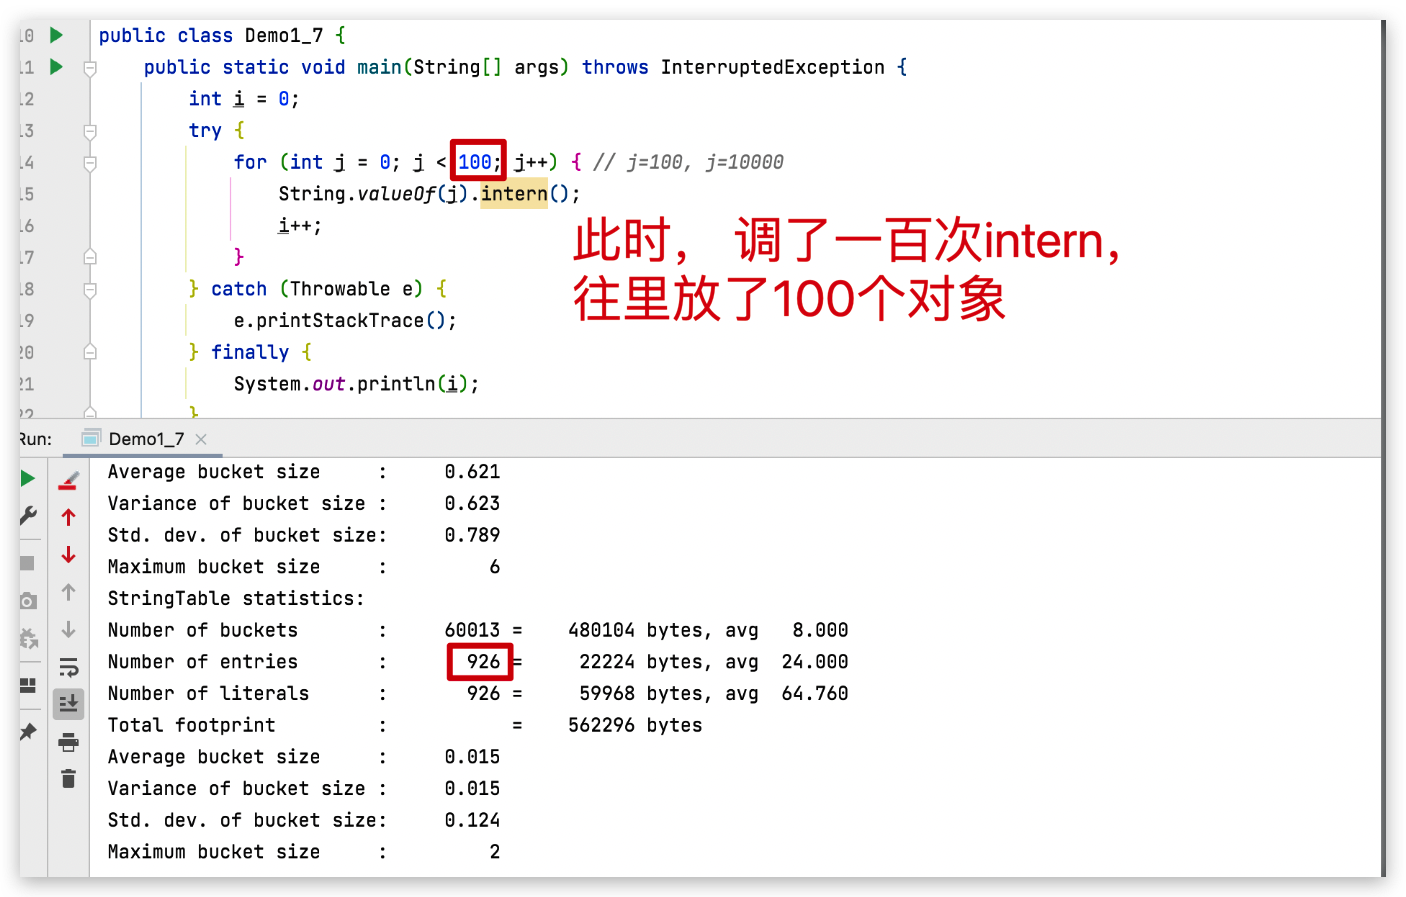 10 public class Demo1_7 {
11 public static void main(String[] args) throws InterruptedException {
12 int i = 0;
13 try {
14 for (int j = 0; j < 100; j++) { // j=100, j=10000
15 String.valueOf(j).intern();
16 i++;
17 }
18 } catch (Throwable e) {
19 e.printStackTrace();
20 } finally {
21 System.out.println(i);
22 }
此时， 调了一百次intern，
往里放了100个对象
Run: Demo1_7
Average bucket size : 0.621
Variance of bucket size : 0.623
Std. dev. of bucket size: 0.789
Maximum bucket size : 6
StringTable statistics:
Number of buckets : 60013 = 480104 bytes, avg 8.000
Number of entries : 926 = 22224 bytes, avg 24.000
Number of literals : 926 = 59968 bytes, avg 64.760
Total footprint : = 562296 bytes
Average bucket size : 0.015
Variance of bucket size : 0.015
Std. dev. of bucket size: 0.124
Maximum bucket size : 2